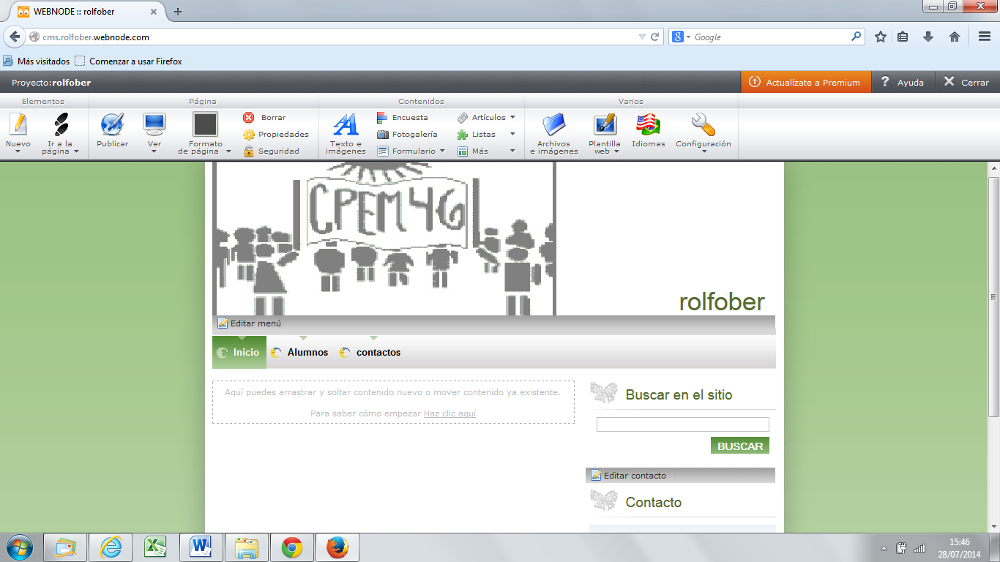 WEBNODE :: rolfober
cms.rolfober.webnode.com
Google
Más visitados Comenzar a usar Firefox
Proyecto:rolfober
Actualízate a Premium
? Ayuda
Cerrar
Elementos Página Contenidos Varios
Nuevo
Ir a la
página
Publicar
Ver
Formato
de página
Borrar
Propiedades
Seguridad
Texto e
imágenes
Encuesta
Fotogalería
Formulario
Artículos
Listas
Más
Archivos
e imágenes
Plantilla
web
Idiomas
Configuración
CPEM46
rolfober
Editar menú
Inicio Alumnos contactos
Aquí puedes arrastrar y soltar contenido nuevo o mover contenido ya existente.
Para saber cómo empezar Haz clic aquí
Buscar en el sitio
BUSCAR
Editar contacto
Contacto
15:46
28/07/2014